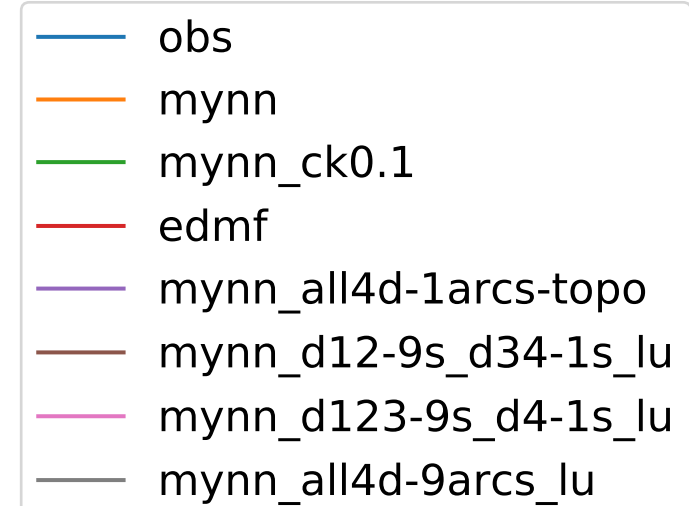 obs
mynn
mynn_ck0.1
edmf
mynn_all4d-1arcs-topo
mynn_d12-9s_d34-1s_lu
mynn_d123-9s_d4-1s_lu
mynn_all4d-9arcs_lu